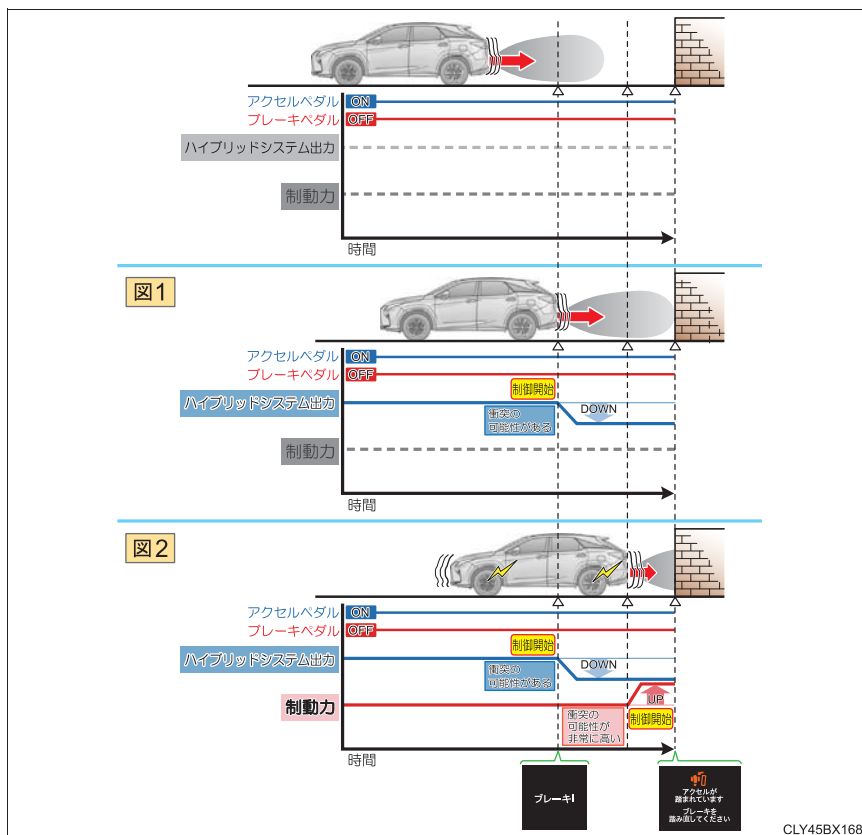 アクセルペダル ON
ブレーキペダル OFF
ハイブリッドシステム出力
制動力
時間
図1
アクセルペダル ON
ブレーキペダル OFF
制御開始
ハイブリッドシステム出力
DOWN
衝突の
可能性がある
制動力
時間
図2
アクセルペダル ON
ブレーキペダル OFF
制御開始
ハイブリッドシステム出力
DOWN
衝突の
可能性がある
制動力
UP
衝突の
可能性が
非常に高い
制御開始
時間
ブレーキ!
アクセルが
踏まれています
ブレーキを
踏み直してください
CLY45BX168